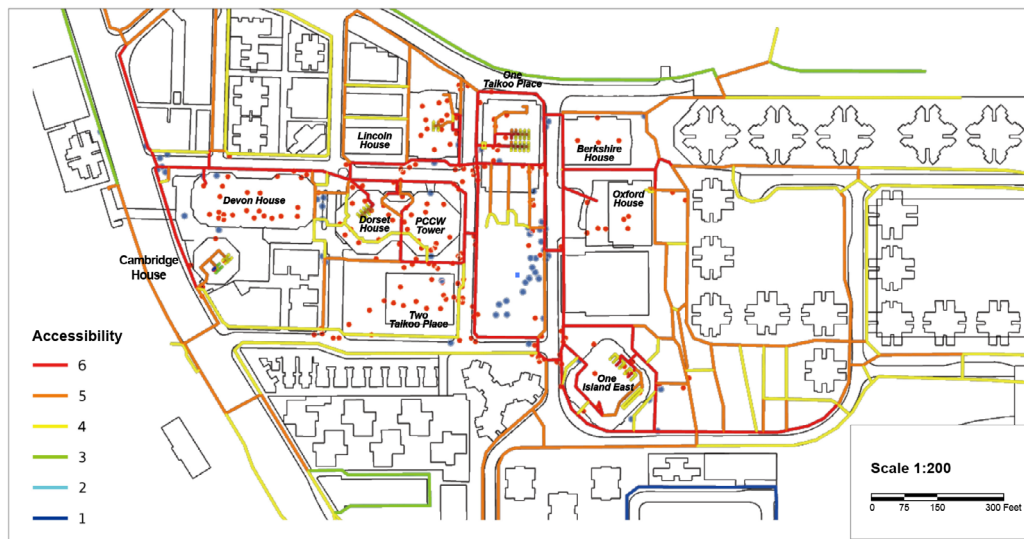 One
Taikoo Place
Lincoln
House
Berkshire
House
Devon House
Dorset
House
PCCW
Tower
Oxford
House
Cambridge
House
Two
Taikoo Place
One
Island East
Accessibility
6
5
4
3
2
1
Scale 1:200
0 75 150 300 Feet